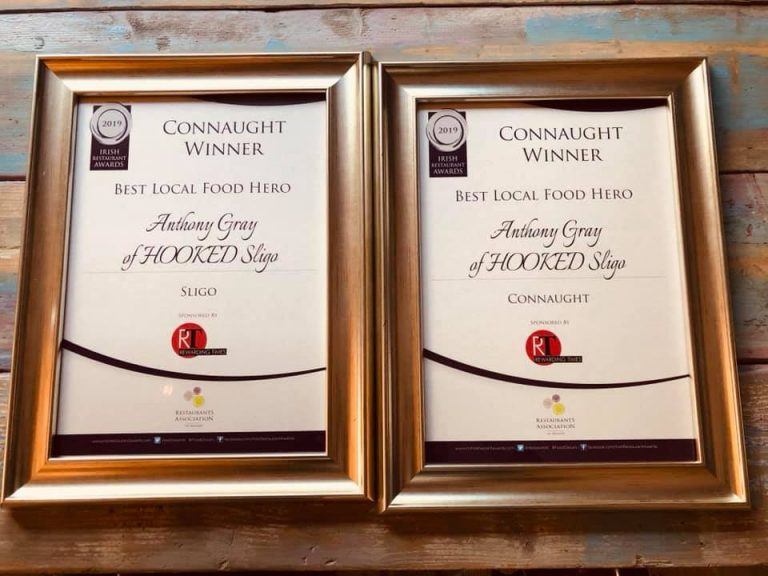 2019
IRISH
RESTAURANT
AWARDS
CONNAUGHT
WINNER
BEST LOCAL FOOD HERO
Anthony Gray
of HOOKED Sligo
SLIGO
SPONSORED BY
RT
REWARDING TIMES
RESTAURANTS
ASSOCIATION
2019
IRISH
RESTAURANT
AWARDS
CONNAUGHT
WINNER
BEST LOCAL FOOD HERO
Anthony Gray
of HOOKED Sligo
CONNAUGHT
SPONSORED BY
RT
REWARDING TIMES
RESTAURANTS
ASSOCIATION